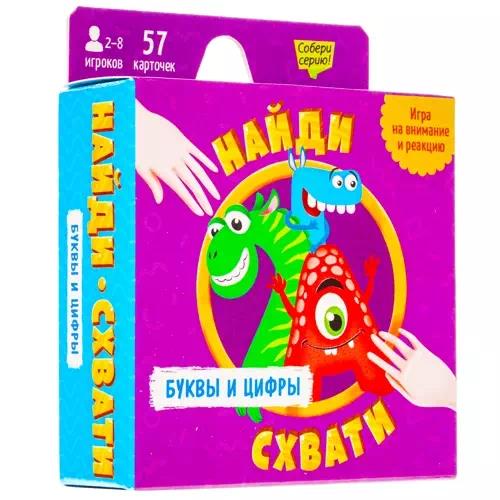 2–8
игроков
57
карточек
Собери
серию!
Игра
на внимание
и реакцию
НАЙДИ
СХВАТИ
БУКВЫ И ЦИФРЫ
НАЙДИ • СХВАТИ
БУКВЫ И ЦИФРЫ